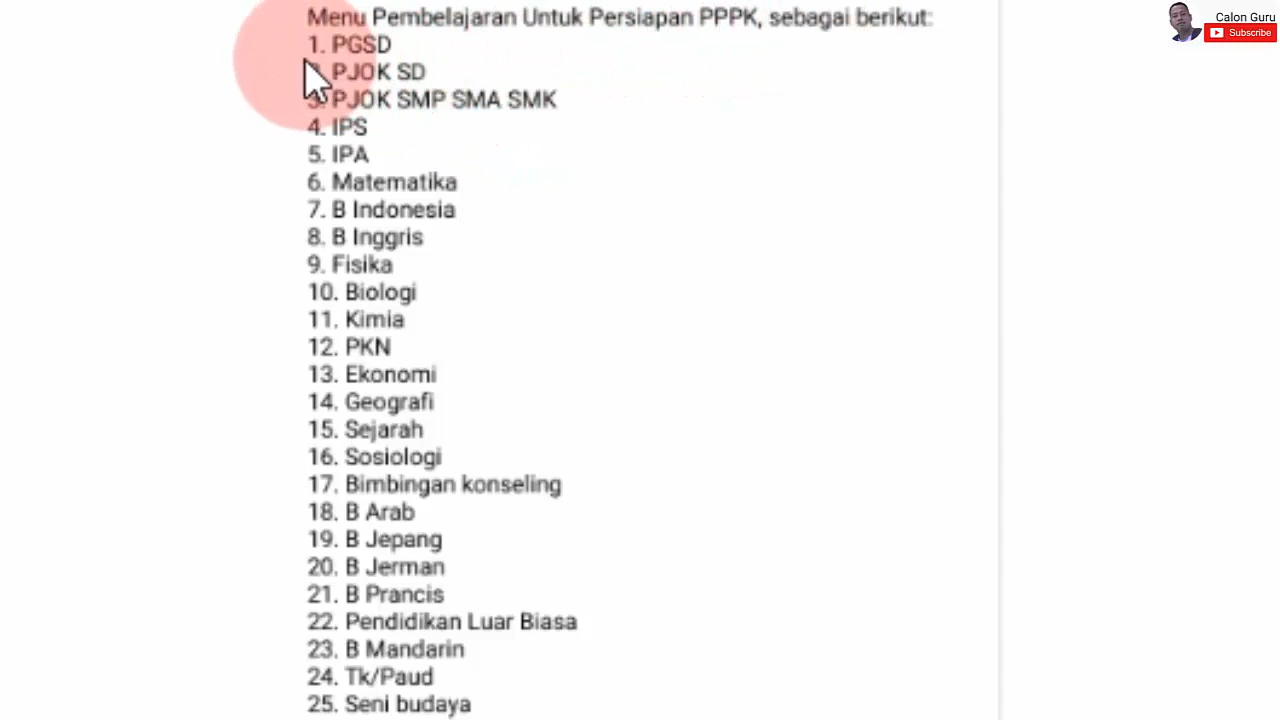 Menu Pembelajaran Untuk Persiapan PPPK, sebagai berikut:
1. PGSD
PJOK SD
3. PJOK SMP SMA SMK
4. IPS
5. IPA
6. Matematika
7. B Indonesia
8. B Inggris
9. Fisika
10. Biologi
11. Kimia
12. PKN
13. Ekonomi
14. Geografi
15. Sejarah
16. Sosiologi
17. Bimbingan konseling
18. B Arab
19. B Jepang
20. B Jerman
21. B Prancis
22. Pendidikan Luar Biasa
23. B Mandarin
24. Tk/Paud
25. Seni budaya
Calon Guru
Subscribe